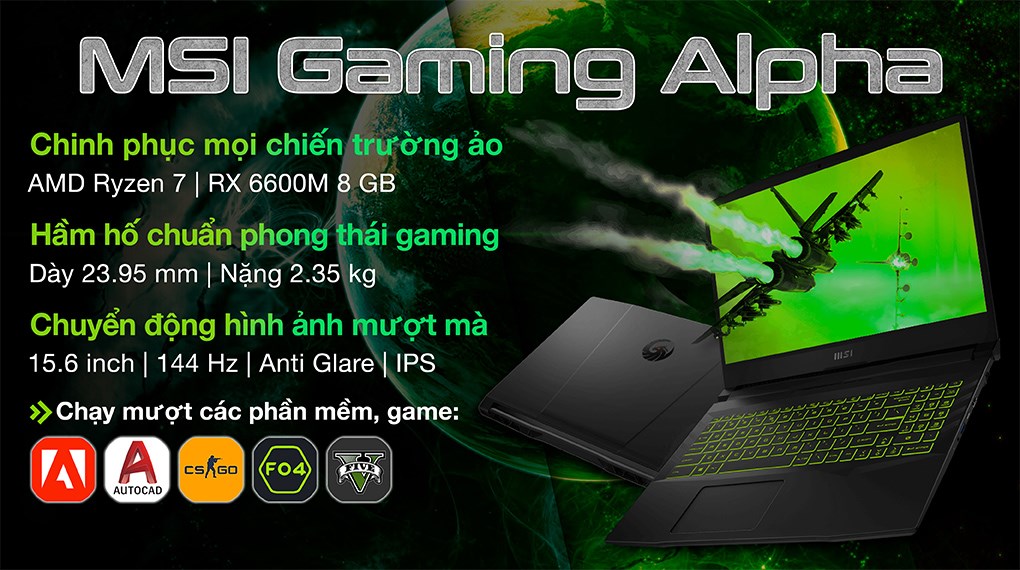 MSI Gaming Alpha
Chinh phục mọi chiến trường ảo
AMD Ryzen 7 | RX 6600M 8 GB
Hầm hố chuẩn phong thái gaming
Dày 23.95 mm | Nặng 2.35 kg
Chuyển động hình ảnh mượt mà
15.6 inch | 144 Hz | Anti Glare | IPS
Chạy mượt các phần mềm, game:
A AUTOCAD
CS GO
FO4
V FIVE
msi